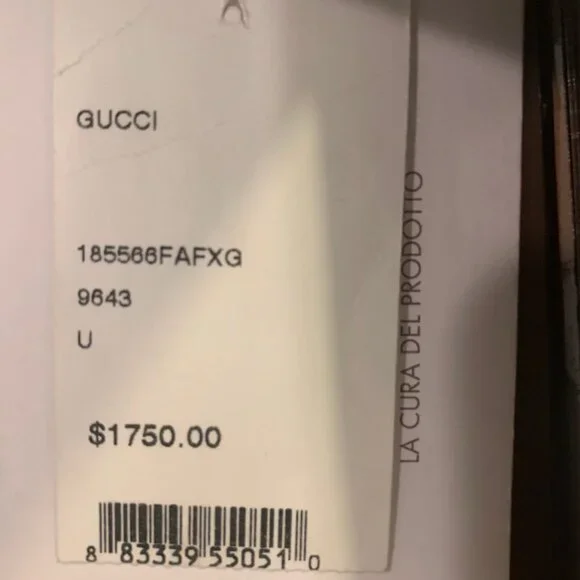 GUCCI
185566FAFXG
9643
U
$1750.00
8 83339 55051 0
LA CURA DEL PRODOTTO